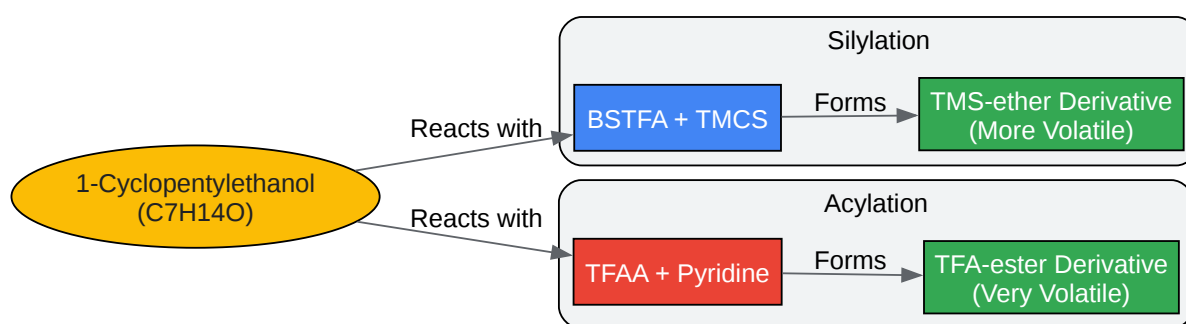 Silylation
BSTFA + TMCS
Forms
TMS-ether Derivative
(More Volatile)
Reacts with
1-Cyclopentylethanol
(C7H14O)
Reacts with
Acylation
TFAA + Pyridine
Forms
TFA-ester Derivative
(Very Volatile)